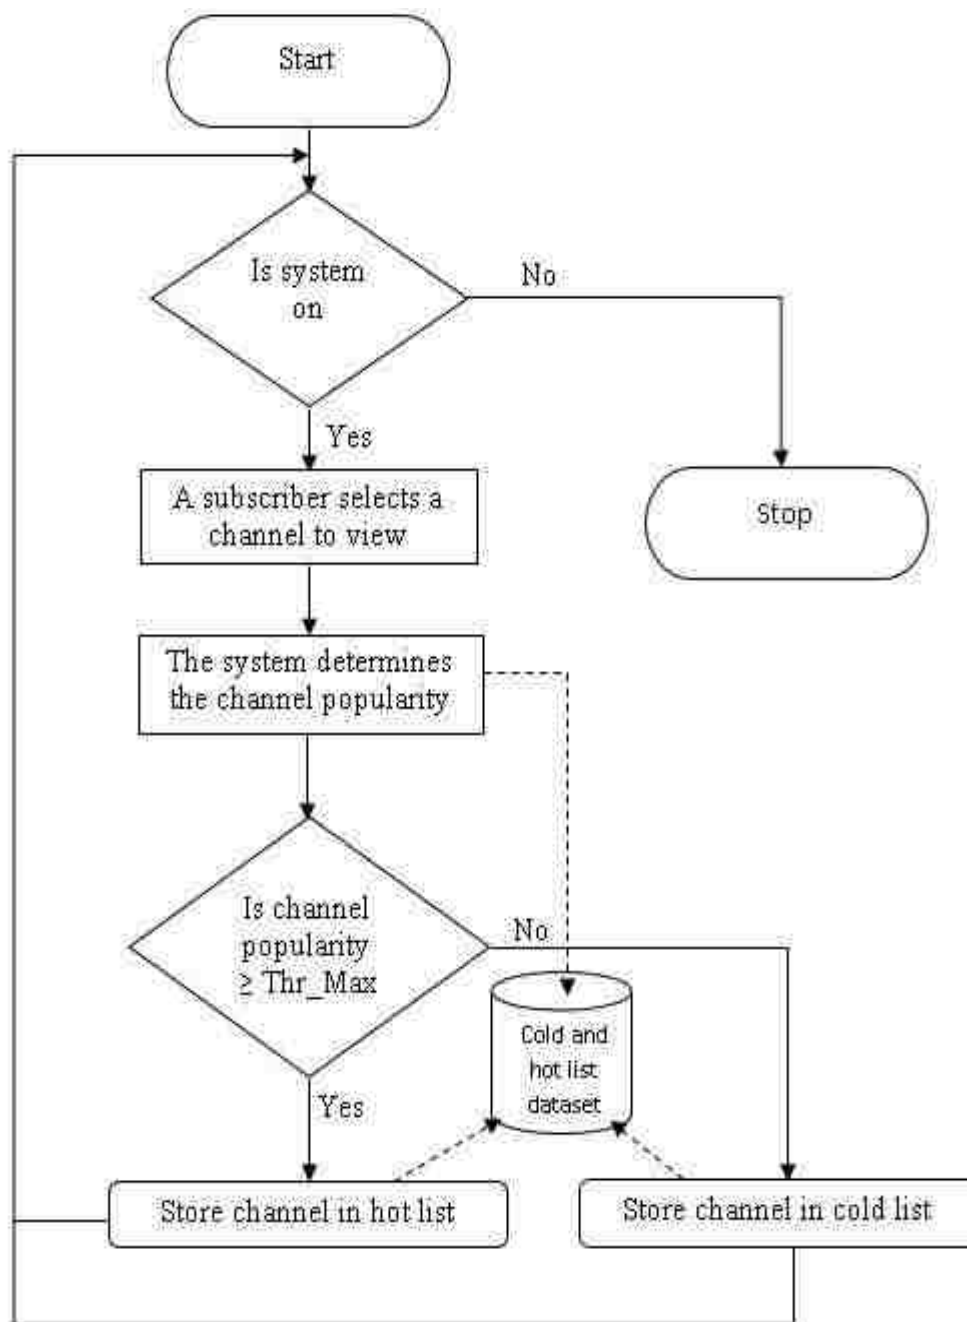 Start
Is system
on
No
Yes
A subscriber selects a
channel to view
Stop
The system determines
the channel popularity
Is channel
popularity
≥ Thr_Max
No
Cold and
hot list
dataset
Yes
Store channel in hot list
Store channel in cold list